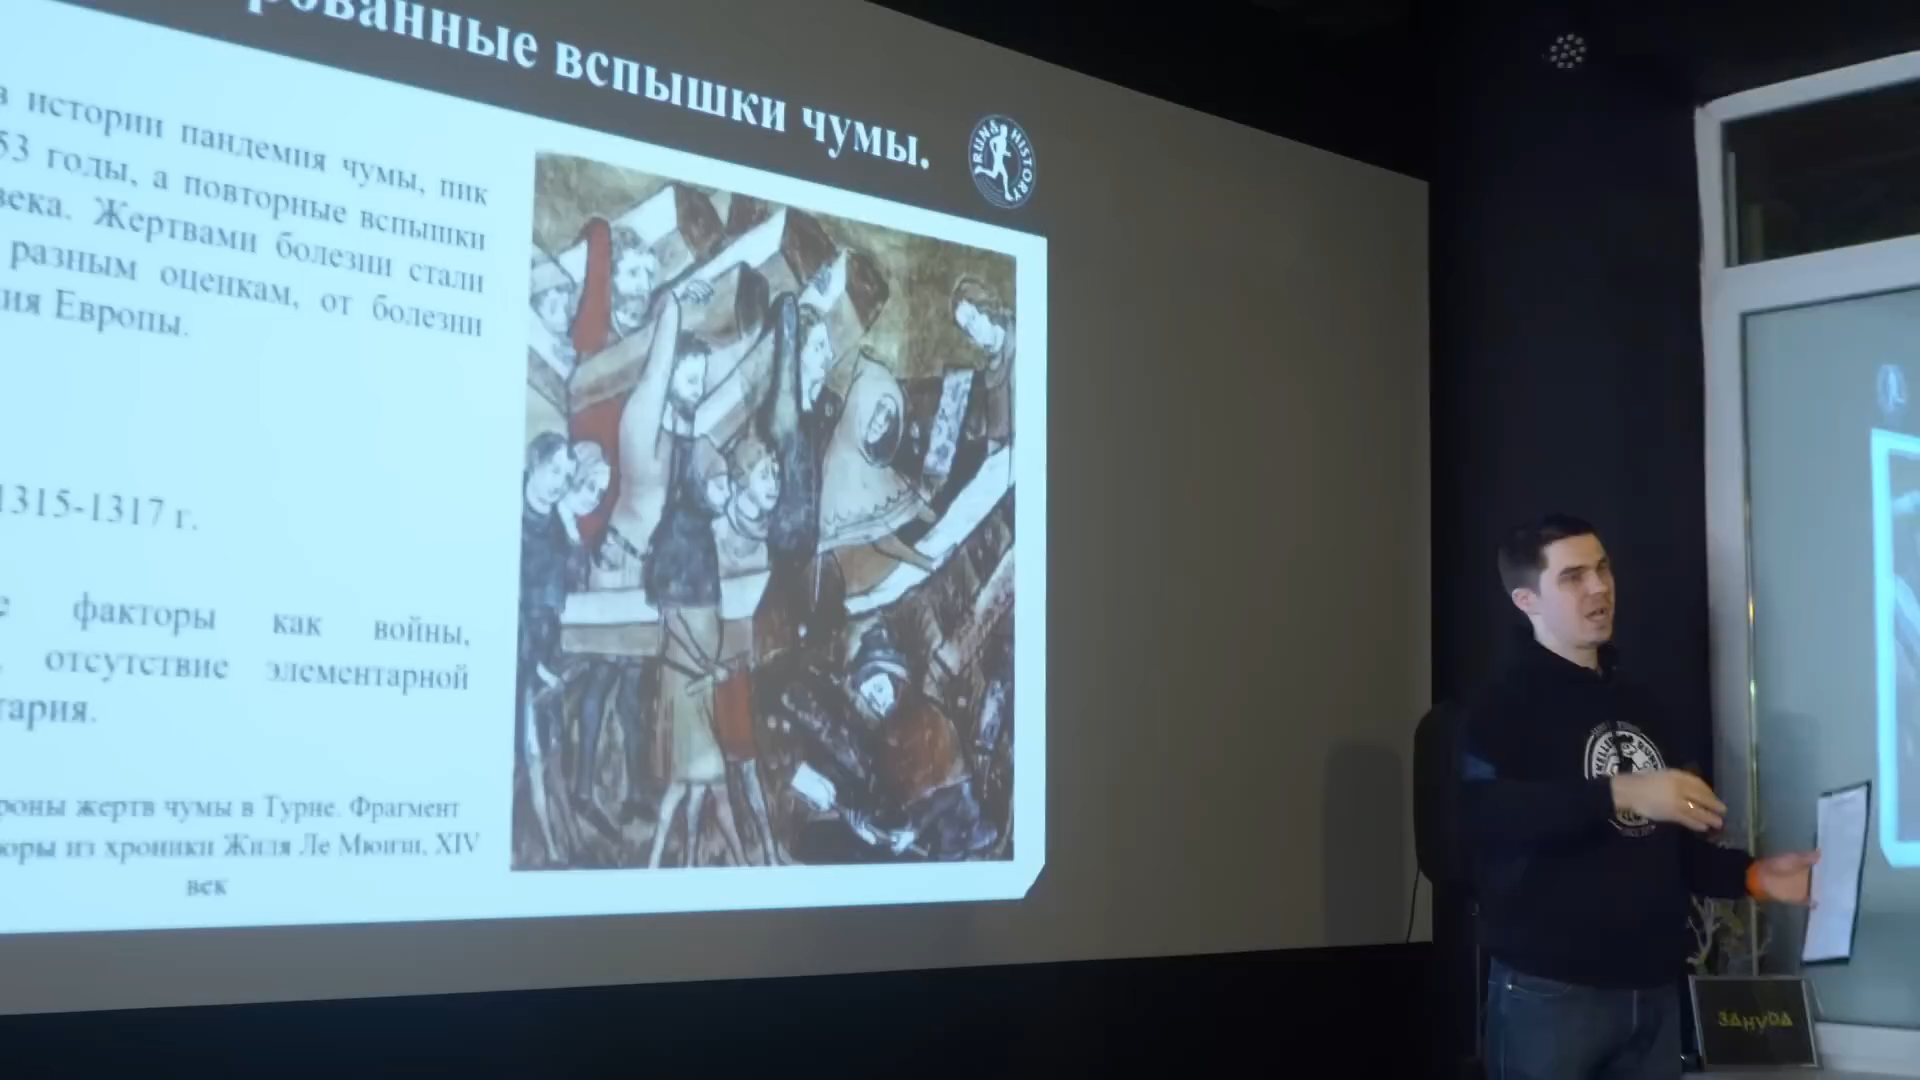 рованные вспышки чумы.
RUN & HISTORY
в истории пандемия чумы, пик
53 годы, а повторные вспышки
века. Жертвами болезни стали
разным оценкам, от болезни
ия Европы.
1315-1317 г.
факторы как войны,
отсутствие элементарной
тария.
роны жертв чумы в Турне. Фрагмент
юры из хроники Жиля Ле Мюизи, XIV
век
ЗАНУДА